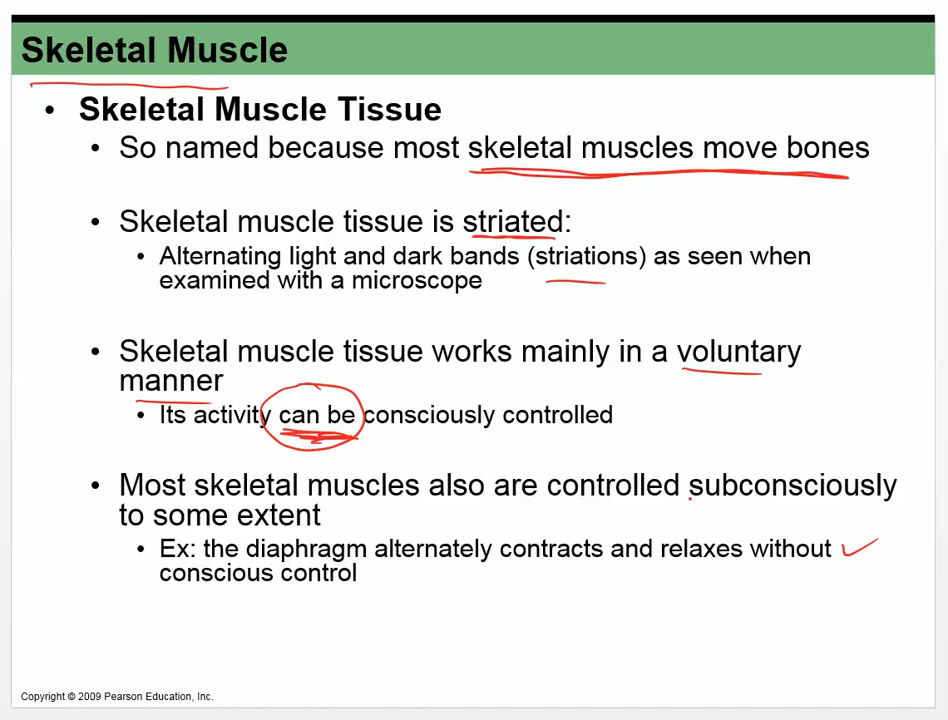 Skeletal Muscle
• Skeletal Muscle Tissue
• So named because most skeletal muscles move bones
• Skeletal muscle tissue is striated:
• Alternating light and dark bands (striations) as seen when
examined with a microscope
• Skeletal muscle tissue works mainly in a voluntary
manner
• Its activity can be consciously controlled
• Most skeletal muscles also are controlled subconsciously
to some extent
• Ex: the diaphragm alternately contracts and relaxes without
conscious control
Copyright © 2009 Pearson Education, Inc.